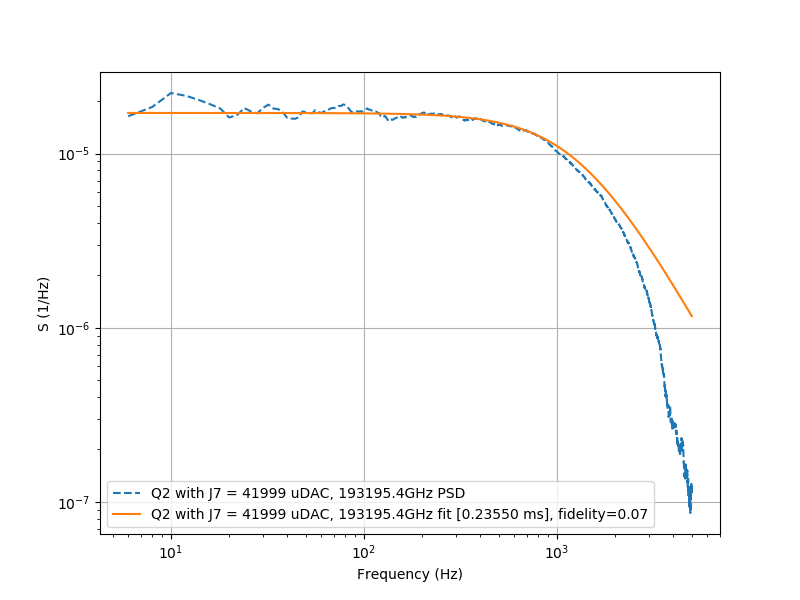 10⁻⁵
10⁻⁶
10⁻⁷
S (1/Hz)
Q2 with J7 = 41999 uDAC, 193195.4GHz PSD
Q2 with J7 = 41999 uDAC, 193195.4GHz fit [0.23550 ms], fidelity=0.07
10¹ 10² 10³
Frequency (Hz)